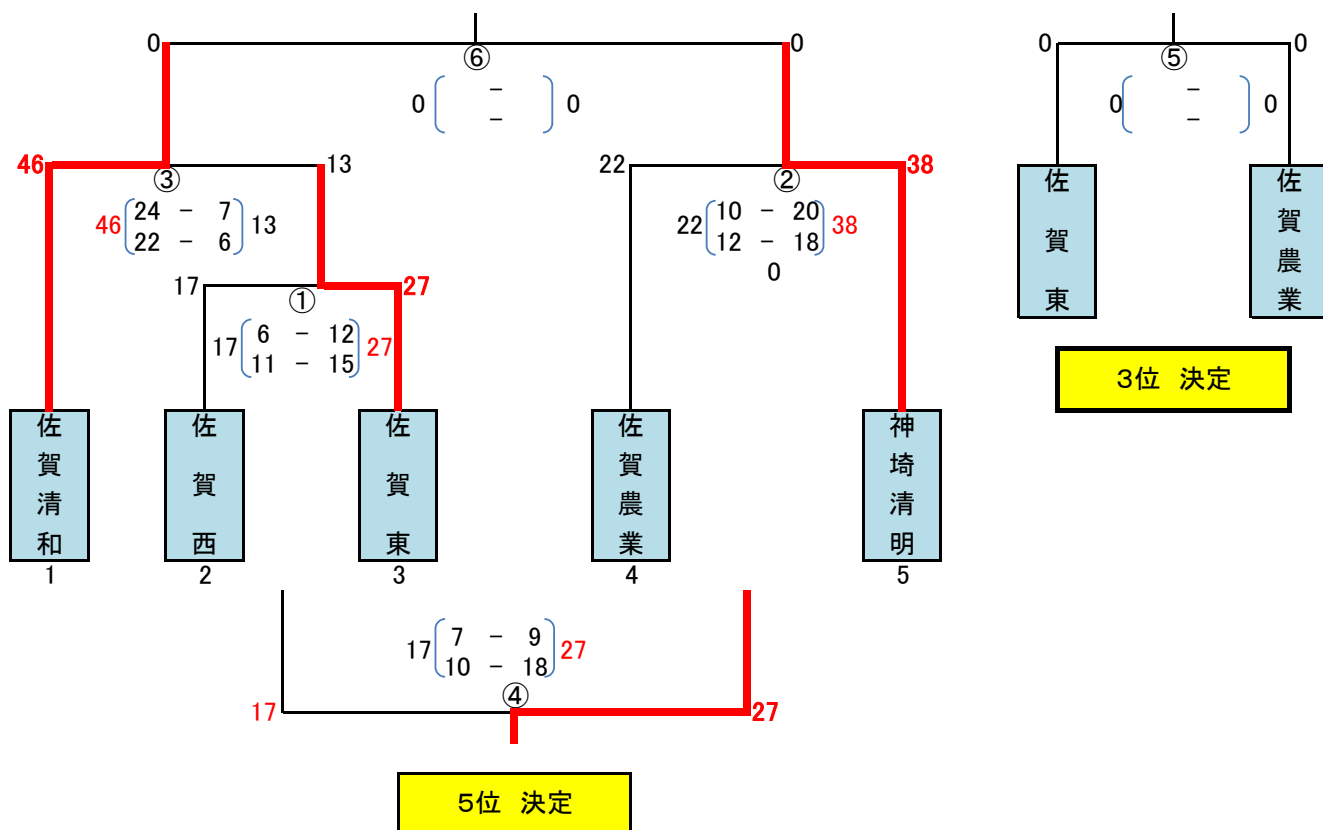 0 0
⑥
0 - 0
-
0 0
⑤
0 - 0
-
46 13
③
46 24 - 7 13
22 - 6
22 38
②
22 10 - 20 38
12 - 18
0
17 27
①
17 6 - 12 27
11 - 15
佐賀東
佐賀農業
3位 決定
佐賀清和
佐賀西
佐賀東
佐賀農業
神埼清明
1 2 3 4 5
17 7 - 9 27
10 - 18
④
17 27
5位 決定